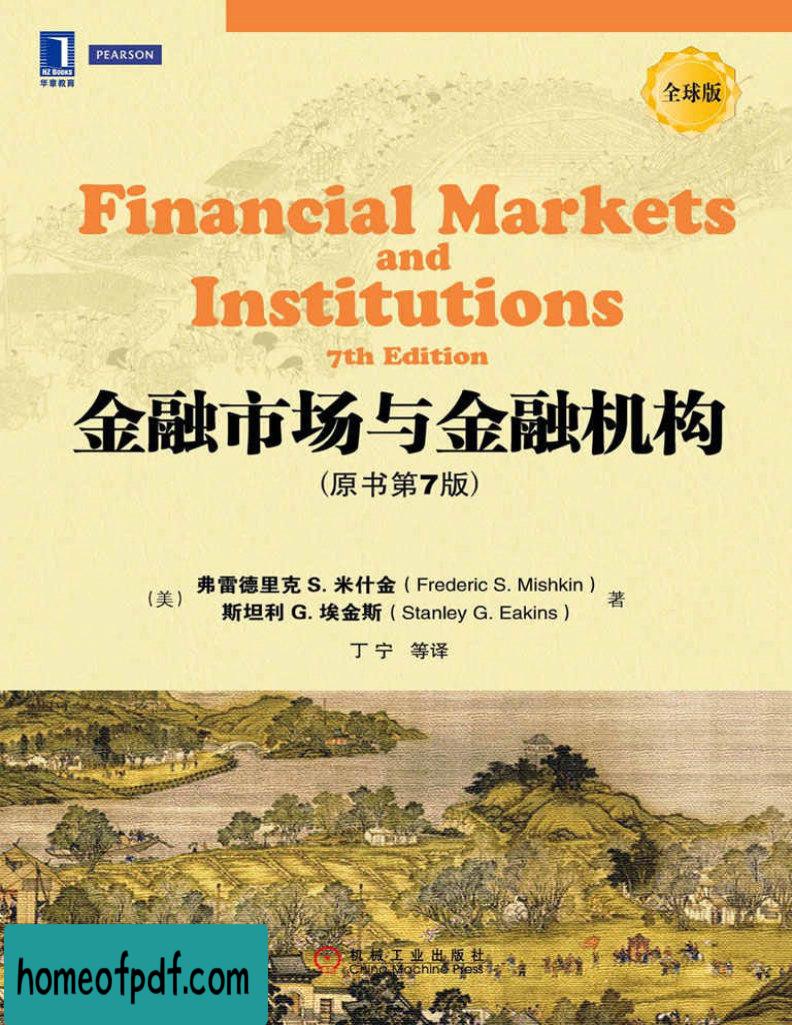 HZ BOOKS
华章教育
PEARSON
全球版
Financial Markets
and
Institutions
7th Edition
金融市场与金融机构
(原书第7版)
(美) 弗雷德里克 S. 米什金 (Frederic S. Mishkin) 著
斯坦利 G. 埃金斯 (Stanley G. Eakins)
丁 宁 等译
机械工业出版社
China Machine Press
homeofpdf.com